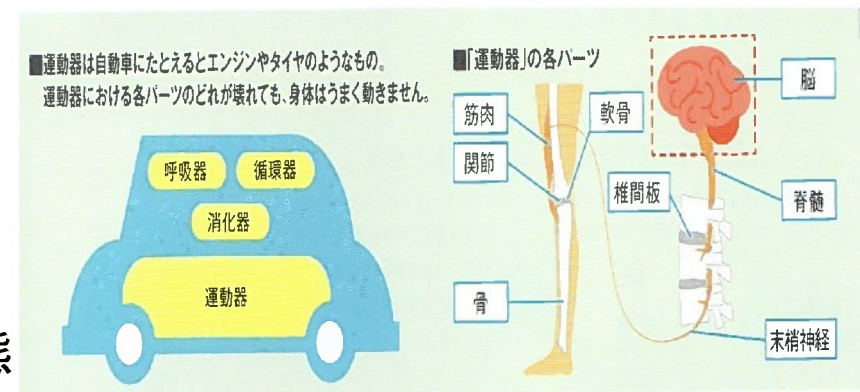 ■運動器は自動車にたとえるとエンジンやタイヤのようなもの。
運動器における各パーツのどれが壊れても、身体はうまく動きません。
呼吸器
循環器
消化器
運動器
■「運動器」の各パーツ
筋肉
軟骨
関節
骨
脳
椎間板
脊髄
末梢神経